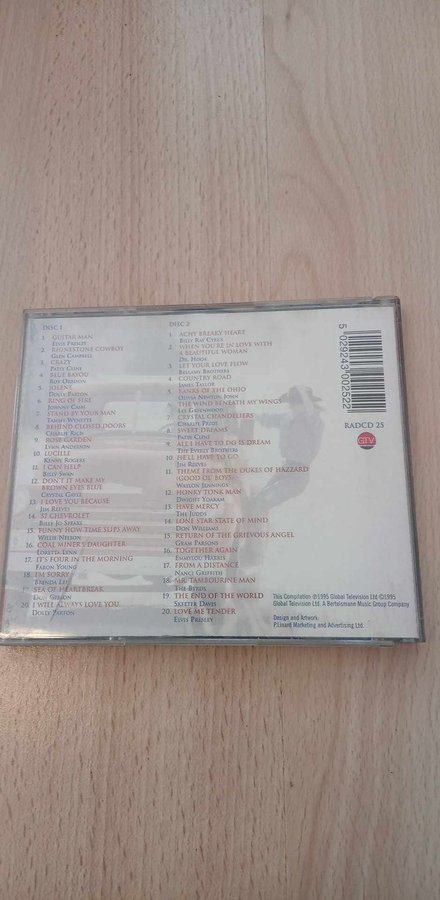 DISC 1
1. GUITAR MAN
ELVIS PRESLEY
2. RHINESTONE COWBOY
GLEN CAMPBELL
3. CRAZY
PATSY CLINE
4. BLUE BAYOU
ROY ORBISON
5. JOLENE
DOLLY PARTON
6. RING OF FIRE
JOHNNY CASH
7. STAND BY YOUR MAN
TAMMY WYNETTE
8. BEHIND CLOSED DOORS
CHARLIE RICH
9. ROSE GARDEN
LYNN ANDERSON
10. LUCILLE
KENNY ROGERS
11. I CAN HELP
BILLY SWAN
12. DON'T IT MAKE MY
BROWN EYES BLUE
CRYSTAL GAYLE
13. I LOVE YOU BECAUSE
JIM REEVES
14. '57 CHEVROLET
BILLIE JO SPEARS
15. FUNNY HOW TIME SLIPS AWAY
WILLIE NELSON
16. COAL MINER'S DAUGHTER
LORETTA LYNN
17. IT'S FOUR IN THE MORNING
FARON YOUNG
18. I'M SORRY
BRENDA LEE
19. SEA OF HEARTBREAK
DON GIBSON
20. I WILL ALWAYS LOVE YOU
DOLLY PARTON
DISC 2
1. ACHY BREAKY HEART
BILLY RAY CYRUS
2. WHEN YOU'RE IN LOVE WITH
A BEAUTIFUL WOMAN
DR. HOOK
3. LET YOUR LOVE FLOW
BELLAMY BROTHERS
4. COUNTRY ROAD
JAMES TAYLOR
5. BANKS OF THE OHIO
OLIVIA NEWTON JOHN
6. THE WIND BENEATH MY WINGS
LEE GREENWOOD
7. CRYSTAL CHANDELIERS
CHARLIE PRIDE
8. SWEET DREAMS
PATSY CLINE
9. ALL I HAVE TO DO IS DREAM
THE EVERLY BROTHERS
10. HE'LL HAVE TO GO
JIM REEVES
11. THEME FROM THE DUKES OF HAZZARD
(GOOD OL' BOYS)
WAYLON JENNINGS
12. HONKY TONK MAN
DWIGHT YOAKAM
13. HAVE MERCY
THE JUDDS
14. LONE STAR STATE OF MIND
DON WILLIAMS
15. RETURN OF THE GRIEVOUS ANGEL
GRAM PARSONS
16. TOGETHER AGAIN
EMMYLOU HARRIS
17. FROM A DISTANCE
NANCI GRIFFITH
18. MR. TAMBOURINE MAN
THE BYRDS
19. THE END OF THE WORLD
SKEETER DAVIS
20. LOVE ME TENDER
ELVIS PRESLEY
5 029243 002552
RADCD 25
GTV
This Compilation ℗1995 Global Television Ltd ©1995
Global Television Ltd. A Bertelsmann Music Group Company
Design and Artwork:
P.Linard Marketing and Advertising Ltd.